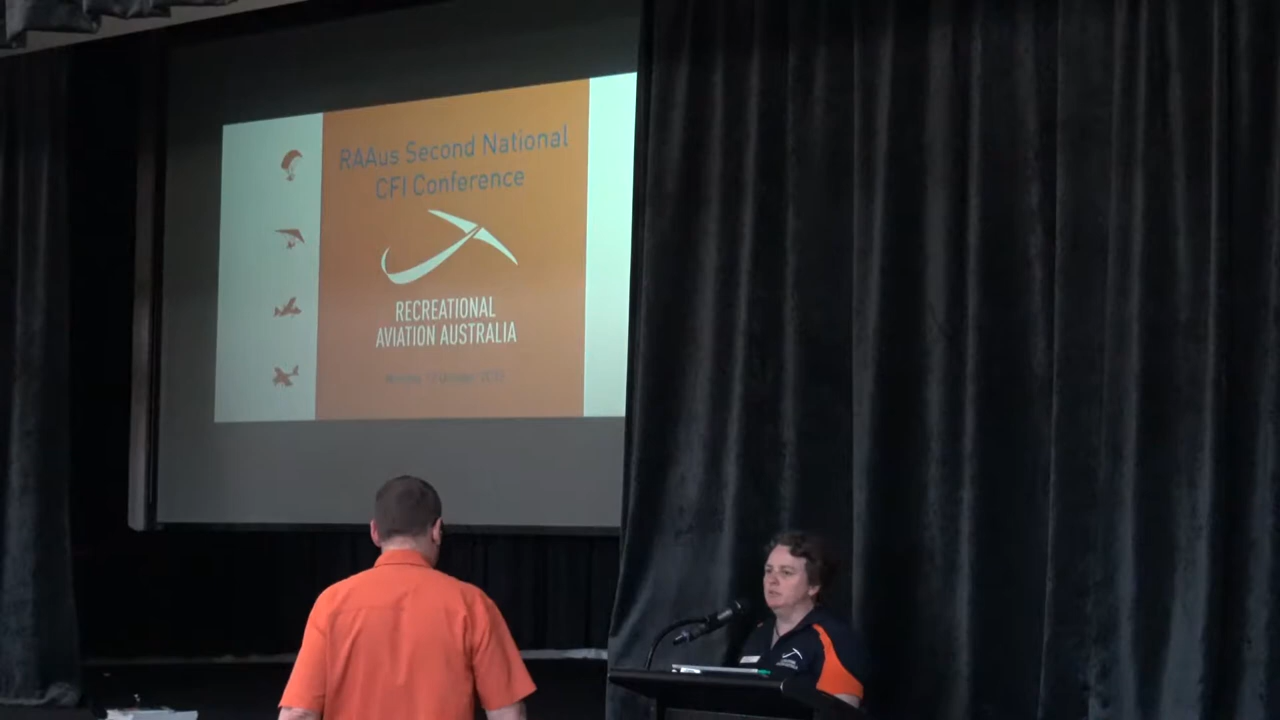 RAAus Second National
CFI Conference
RECREATIONAL
AVIATION AUSTRALIA